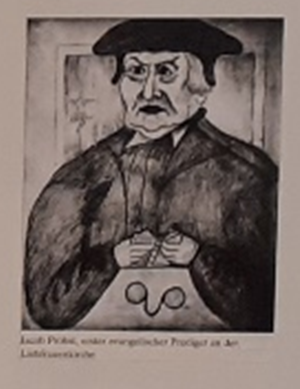 Jacob Probst, erster evangelischer Prediger an der
Liebfrauenkirche